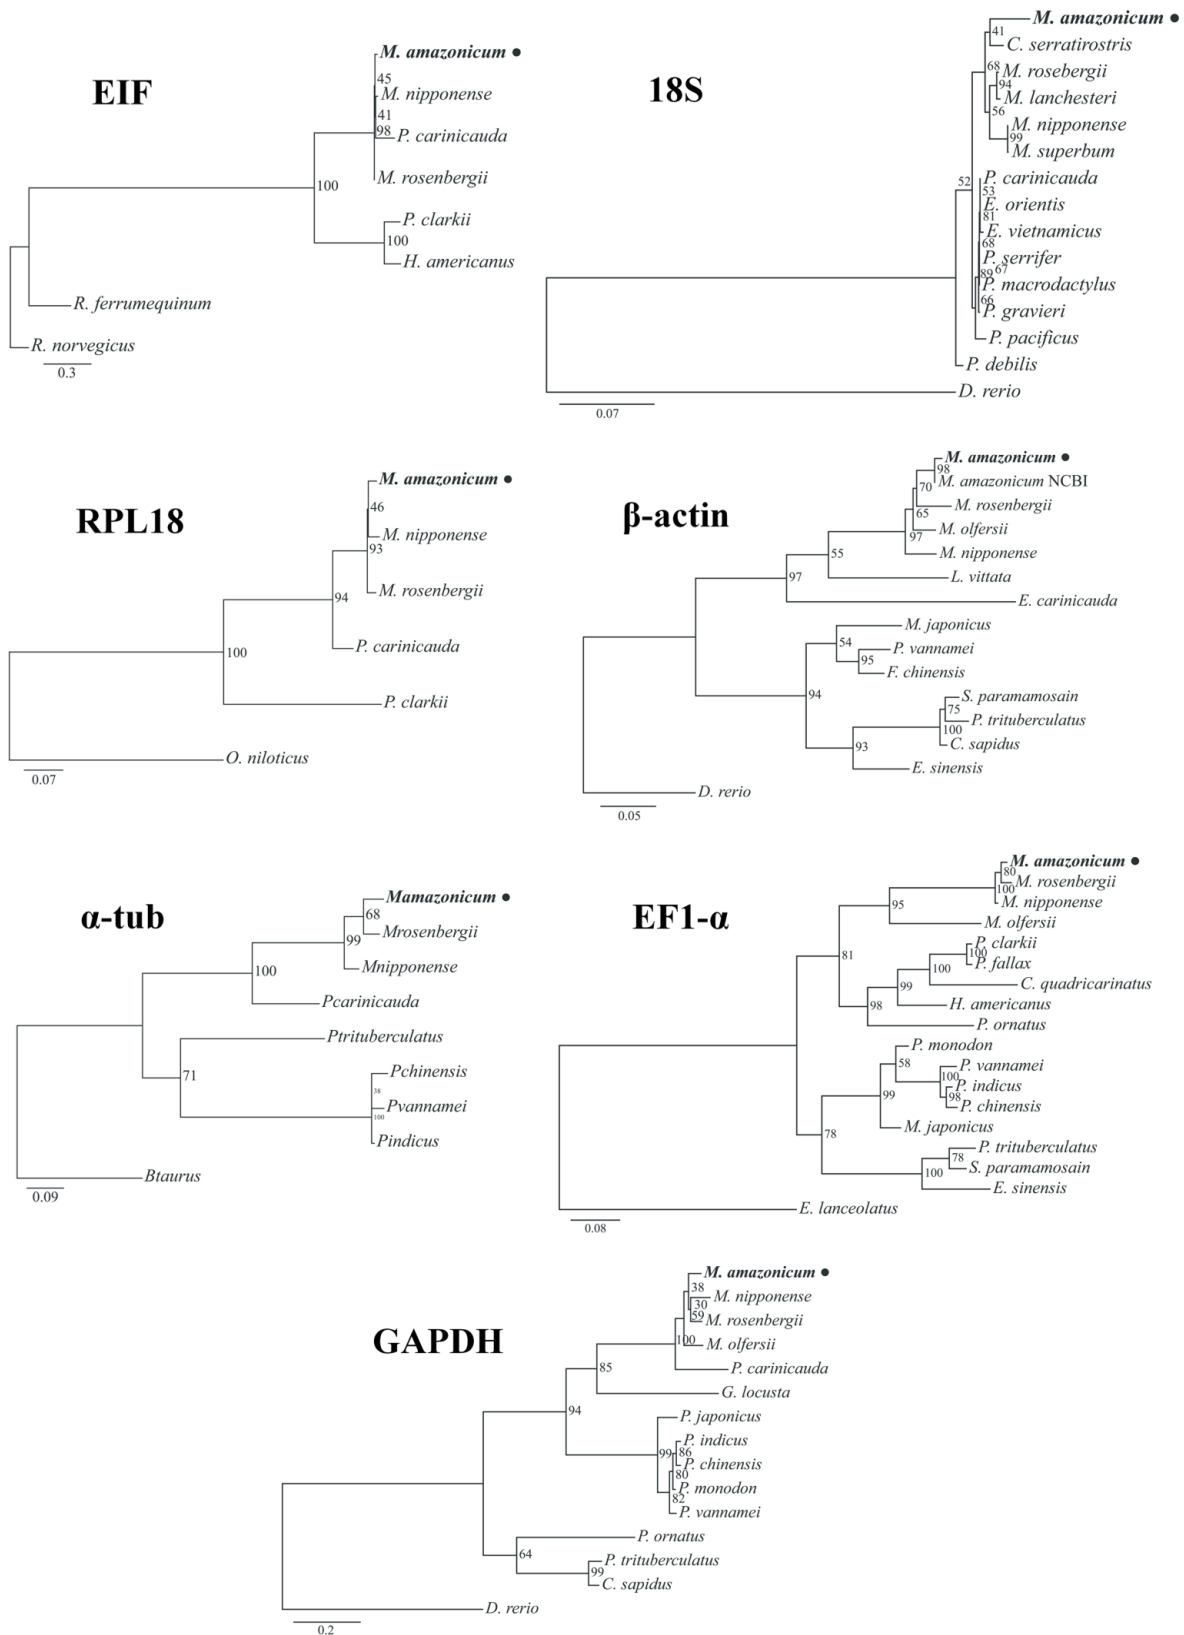 EIF
M. amazonicum ●
45
M. nipponense
41
98
P. carinicauda
M. rosenbergii
100
P. clarkii
100
H. americanus
R. ferrumequinum
R. norvegicus
0.3
18S
M. amazonicum ●
41
C. serratirostris
68
M. rosebergii
94
M. lanchesteri
56
M. nipponense
99
M. superbum
52
P. carinicauda
53
E. orientis
81
E. vietnamicus
68
P. serrifer
89
67
P. macrodactylus
66
P. gravieri
P. pacificus
P. debilis
D. rerio
0.07
RPL18
M. amazonicum ●
46
M. nipponense
93
M. rosenbergii
94
P. carinicauda
100
P. clarkii
O. niloticus
0.07
β-actin
M. amazonicum ●
98
M. amazonicum NCBI
70
M. rosenbergii
65
M. olfersii
97
M. nipponense
55
L. vittata
97
E. carinicauda
M. japonicus
54
P. vannamei
95
F. chinensis
94
S. paramamosain
75
P. trituberculatus
100
C. sapidus
93
E. sinensis
D. rerio
0.05
α-tub
Mamazonicum ●
68
Mrosenbergii
99
Mnipponense
100
Pcarinicauda
Ptrituberculatus
71
Pchinensis
38
Pvannamei
100
Pindicus
Btaurus
0.09
EF1-α
M. amazonicum ●
80
M. rosenbergii
100
M. nipponense
95
M. olfersii
81
P. clarkii
100
P. fallax
100
C. quadricarinatus
99
H. americanus
98
P. ornatus
P. monodon
58
P. vannamei
100
P. indicus
98
P. chinensis
99
M. japonicus
78
P. trituberculatus
78
S. paramamosain
100
E. sinensis
E. lanceolatus
0.08
GAPDH
M. amazonicum ●
38
M. nipponense
30
59
M. rosenbergii
100
M. olfersii
85
P. carinicauda
G. locusta
94
P. japonicus
P. indicus
99
86
P. chinensis
80
P. monodon
82
P. vannamei
P. ornatus
64
P. trituberculatus
99
C. sapidus
D. rerio
0.2